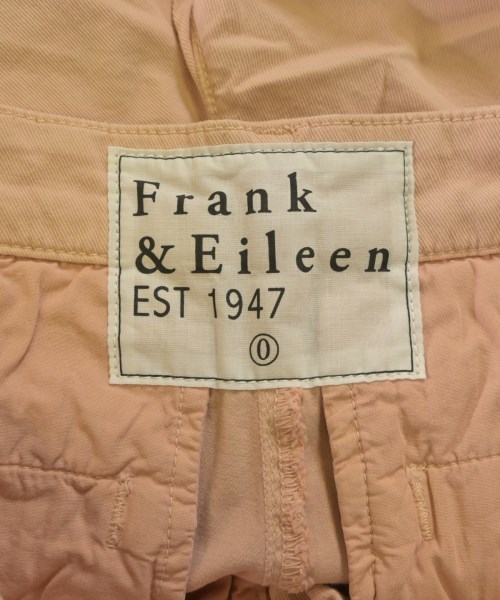 Frank
& Eileen
EST 1947
0